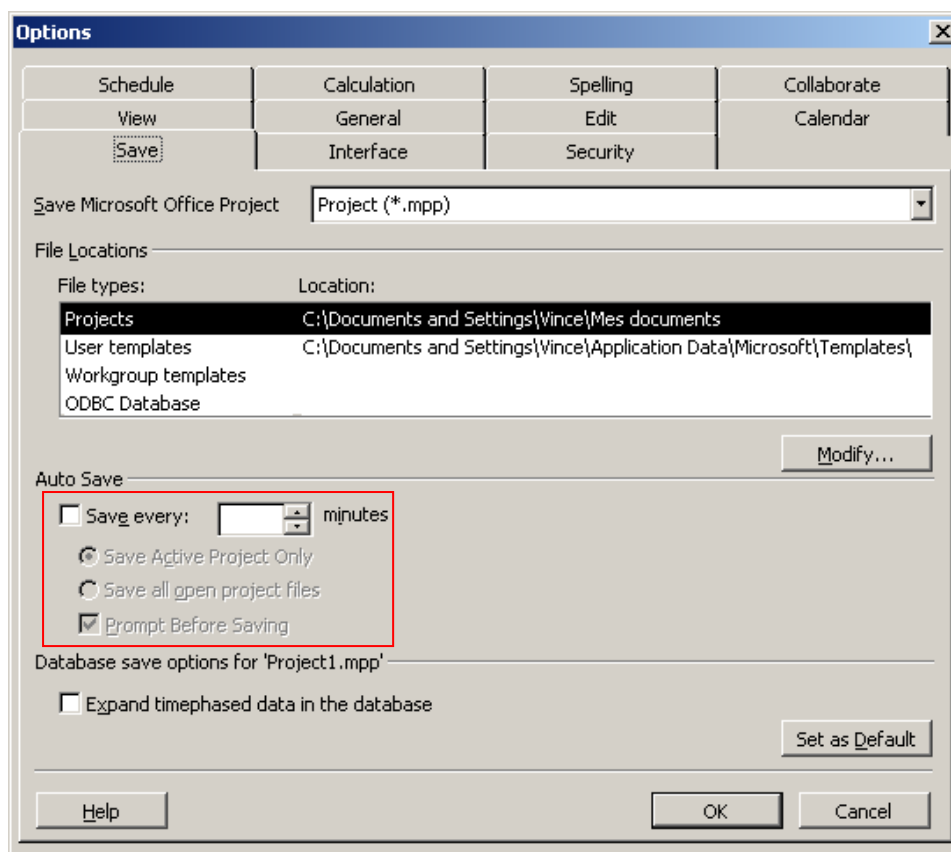 Options
Schedule Calculation Spelling Collaborate
View General Edit Calendar
Save Interface Security
Save Microsoft Office Project Project (*.mpp)
File Locations
File types: Location:
Projects C:\Documents and Settings\Vince\Mes documents
User templates C:\Documents and Settings\Vince\Application Data\Microsoft\Templates\
Workgroup templates
ODBC Database
Modify...
Auto Save
Save every: minutes
Save Active Project Only
Save all open project files
Prompt Before Saving
Database save options for 'Project1.mpp'
Expand timephased data in the database
Set as Default
Help OK Cancel